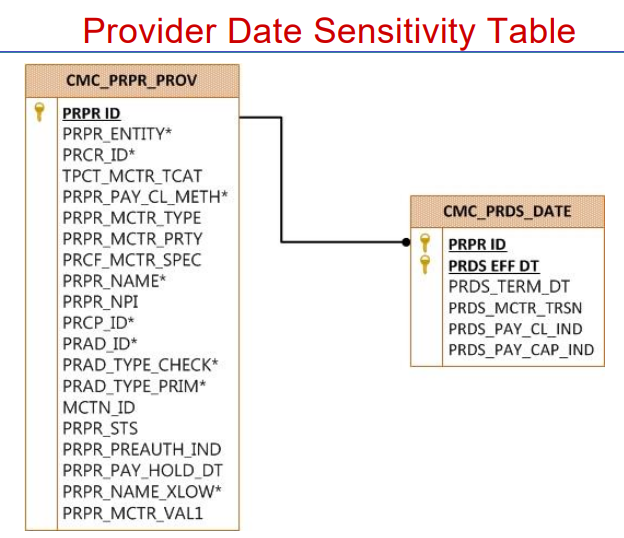 Provider Date Sensitivity Table
CMC_PRPR_PROV
PRPR ID
PRPR_ENTITY*
PRCR_ID*
TPCT_MCTR_TCAT
PRPR_PAY_CL_METH*
PRPR_MCTR_TYPE
PRPR_MCTR_PRTY
PRCF_MCTR_SPEC
PRPR_NAME*
PRPR_NPI
PRCP_ID*
PRAD_ID*
PRAD_TYPE_CHECK*
PRAD_TYPE_PRIM*
MCTN_ID
PRPR_STS
PRPR_PREAUTH_IND
PRPR_PAY_HOLD_DT
PRPR_NAME_XLOW*
PRPR_MCTR_VAL1
CMC_PRDS_DATE
PRPR ID
PRDS EFF DT
PRDS_TERM_DT
PRDS_MCTR_TRSN
PRDS_PAY_CL_IND
PRDS_PAY_CAP_IND